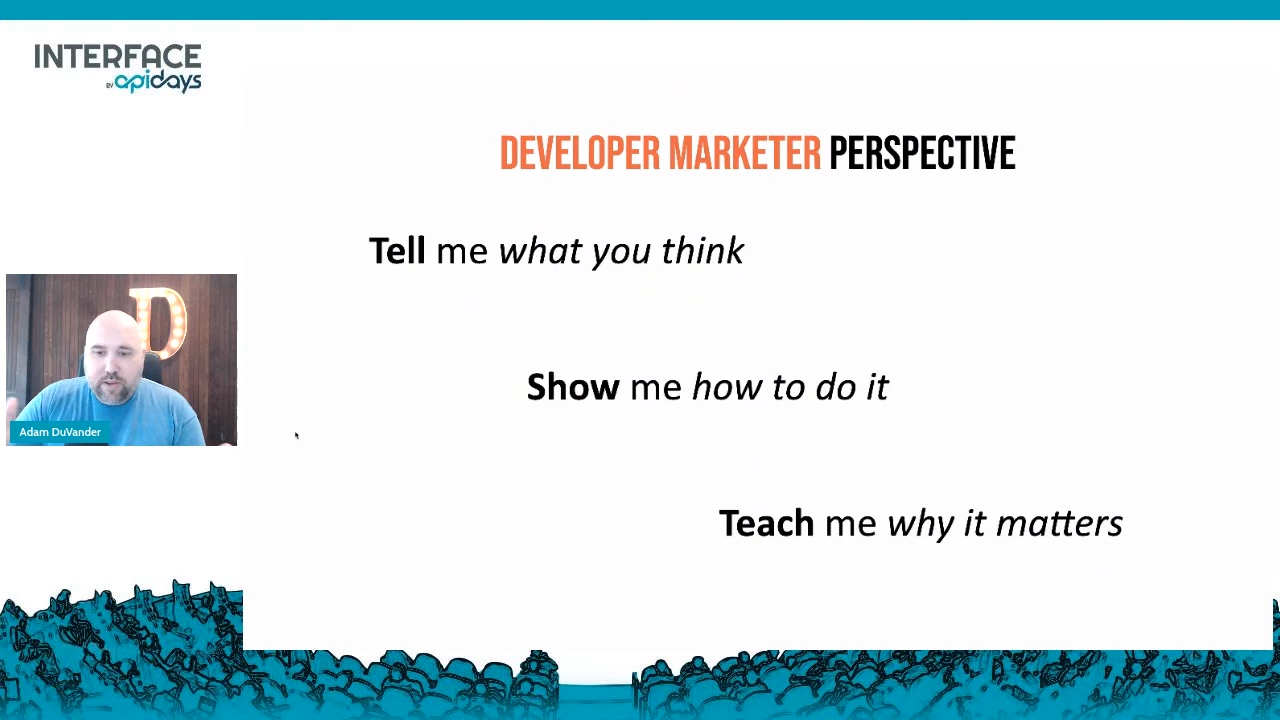 INTERFACE
BY apidays
DEVELOPER MARKETER PERSPECTIVE
Tell me what you think
Show me how to do it
D
Adam DuVander
Teach me why it matters